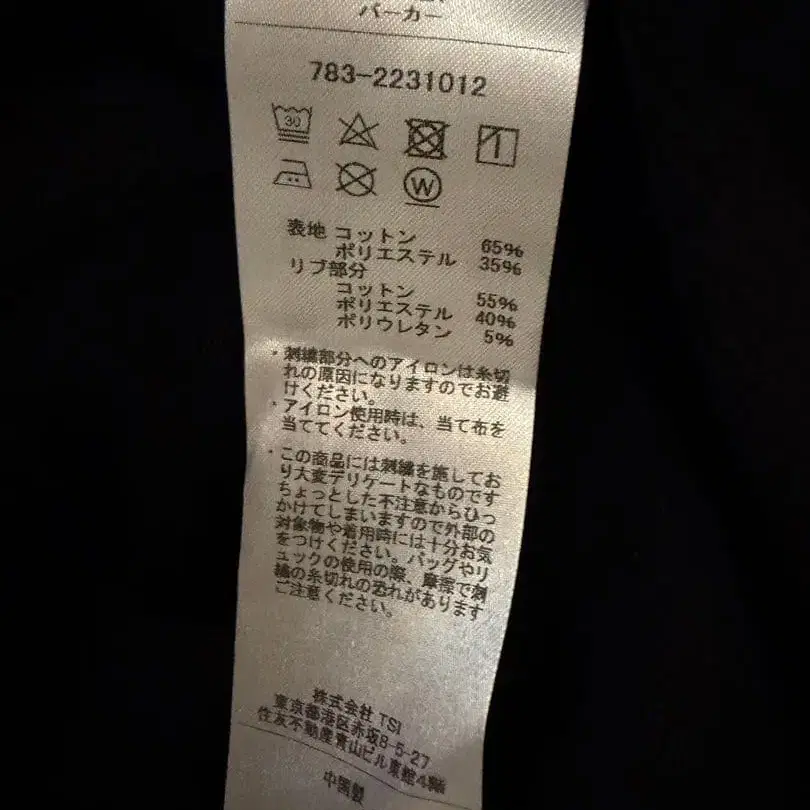 パーカー
783-2231012
30
W
表地 コットン 65%
ポリエステル 35%
リブ部分
コットン 55%
ポリエステル 40%
ポリウレタン 5%
・刺繍部分へのアイロンは糸切
れの原因になりますのでお避
けください。
・アイロン使用時は、当て布を
当ててください。
・この商品には刺繍を施してお
り大変デリケートなものです
ちょっとした不注意からひっ
かけてしまいますので外部の
対象物や着用時には十分お気
をつけください。バッグやリ
ュックの使用の際、摩擦で刺
繍の糸切れの恐れがあります
ご注意ください。
株式会社 TSI
東京都港区赤坂8-5-27
住友不動産青山ビル東館4階
中国製